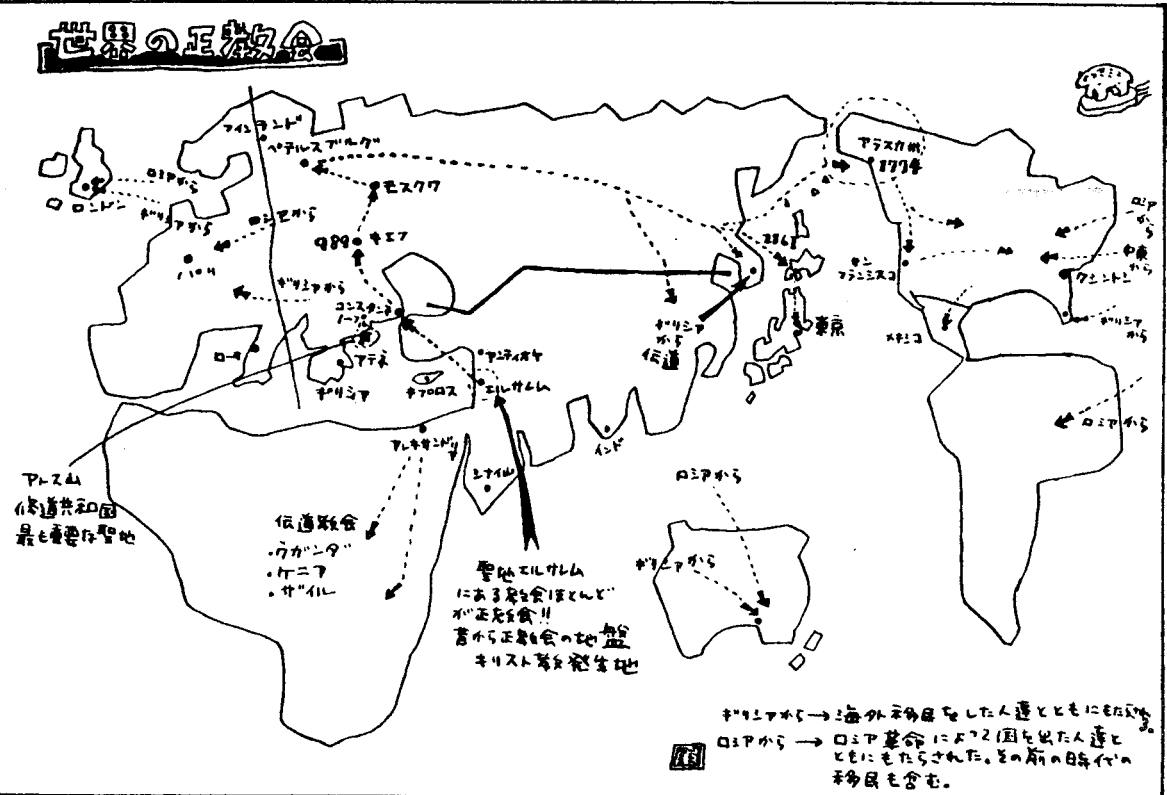 世界の正教会
フィンランド
ペテルスブルグ
モスクワ
989 キエフ
ロシアから
ロンドン
ギリシアから
ロシアから
パリ
ギリシアから
コンスタンチ
ノープル
ローマ
アテネ
ギリシア
キプロス
アンティオケ
エルサレム
アレキサンドリア
シナイ山
インド
アトス山
修道共和国
最も重要な聖地
伝道教会
・ウガンダ
・ケニア
・ザイル
聖地エルサレム
にある教会ほとんど
が正教会!!
昔から正教会の地盤
キリスト教発生地
ギリシア
から
伝道
1861
東京
アラスカ州
1774
サン
フランシスコ
メキシコ
ワシントン
ロシア
から
中東
から
ギリシア
から
ロシアから
ロシアから
ギリシアから
ギリシアから→海外移民をした人達とともにもたらされる。
ロシアから→ロシア革命によって国を出た人達と
ともにもたらされた。その前の時代の
移民も含む。